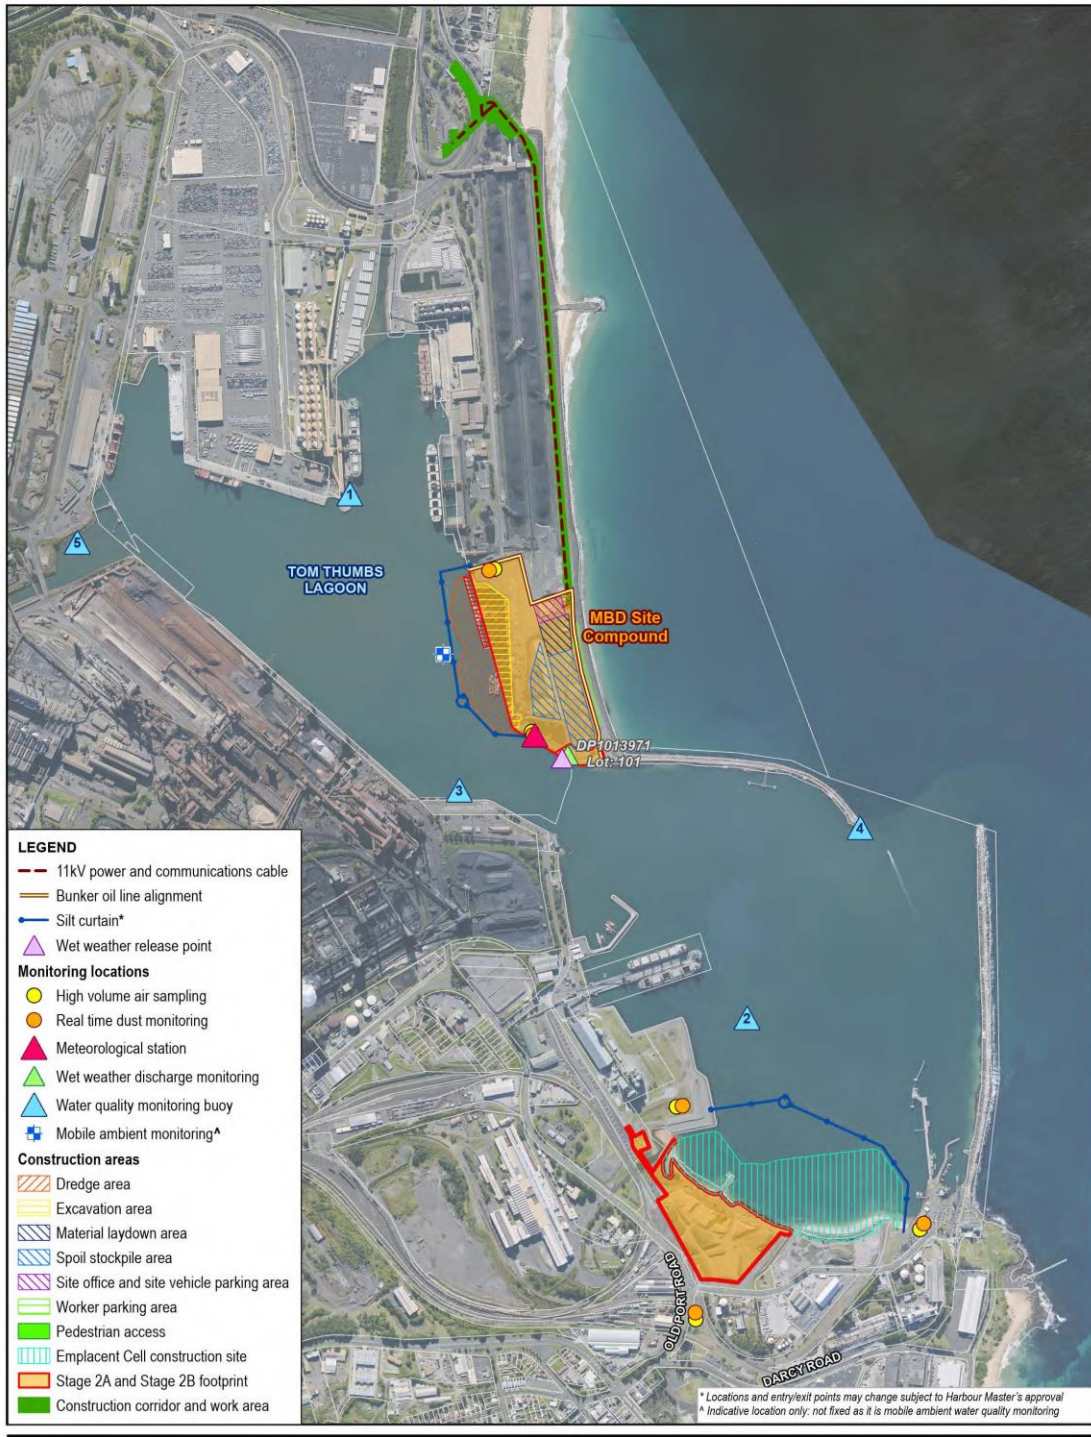 1
5
TOM THUMBS
LAGOON
MBD Site
Compound
DP1013971
Lot: 101
3
4
2
OLD PORT ROAD
DARCY ROAD
LEGEND
11kV power and communications cable
Bunker oil line alignment
Silt curtain*
Wet weather release point
Monitoring locations
High volume air sampling
Real time dust monitoring
Meteorological station
Wet weather discharge monitoring
Water quality monitoring buoy
Mobile ambient monitoring^
Construction areas
Dredge area
Excavation area
Material laydown area
Spoil stockpile area
Site office and site vehicle parking area
Worker parking area
Pedestrian access
Emplacent Cell construction site
Stage 2A and Stage 2B footprint
Construction corridor and work area
* Locations and entry/exit points may change subject to Harbour Master's approval
^ Indicative location only: not fixed as it is mobile ambient water quality monitoring